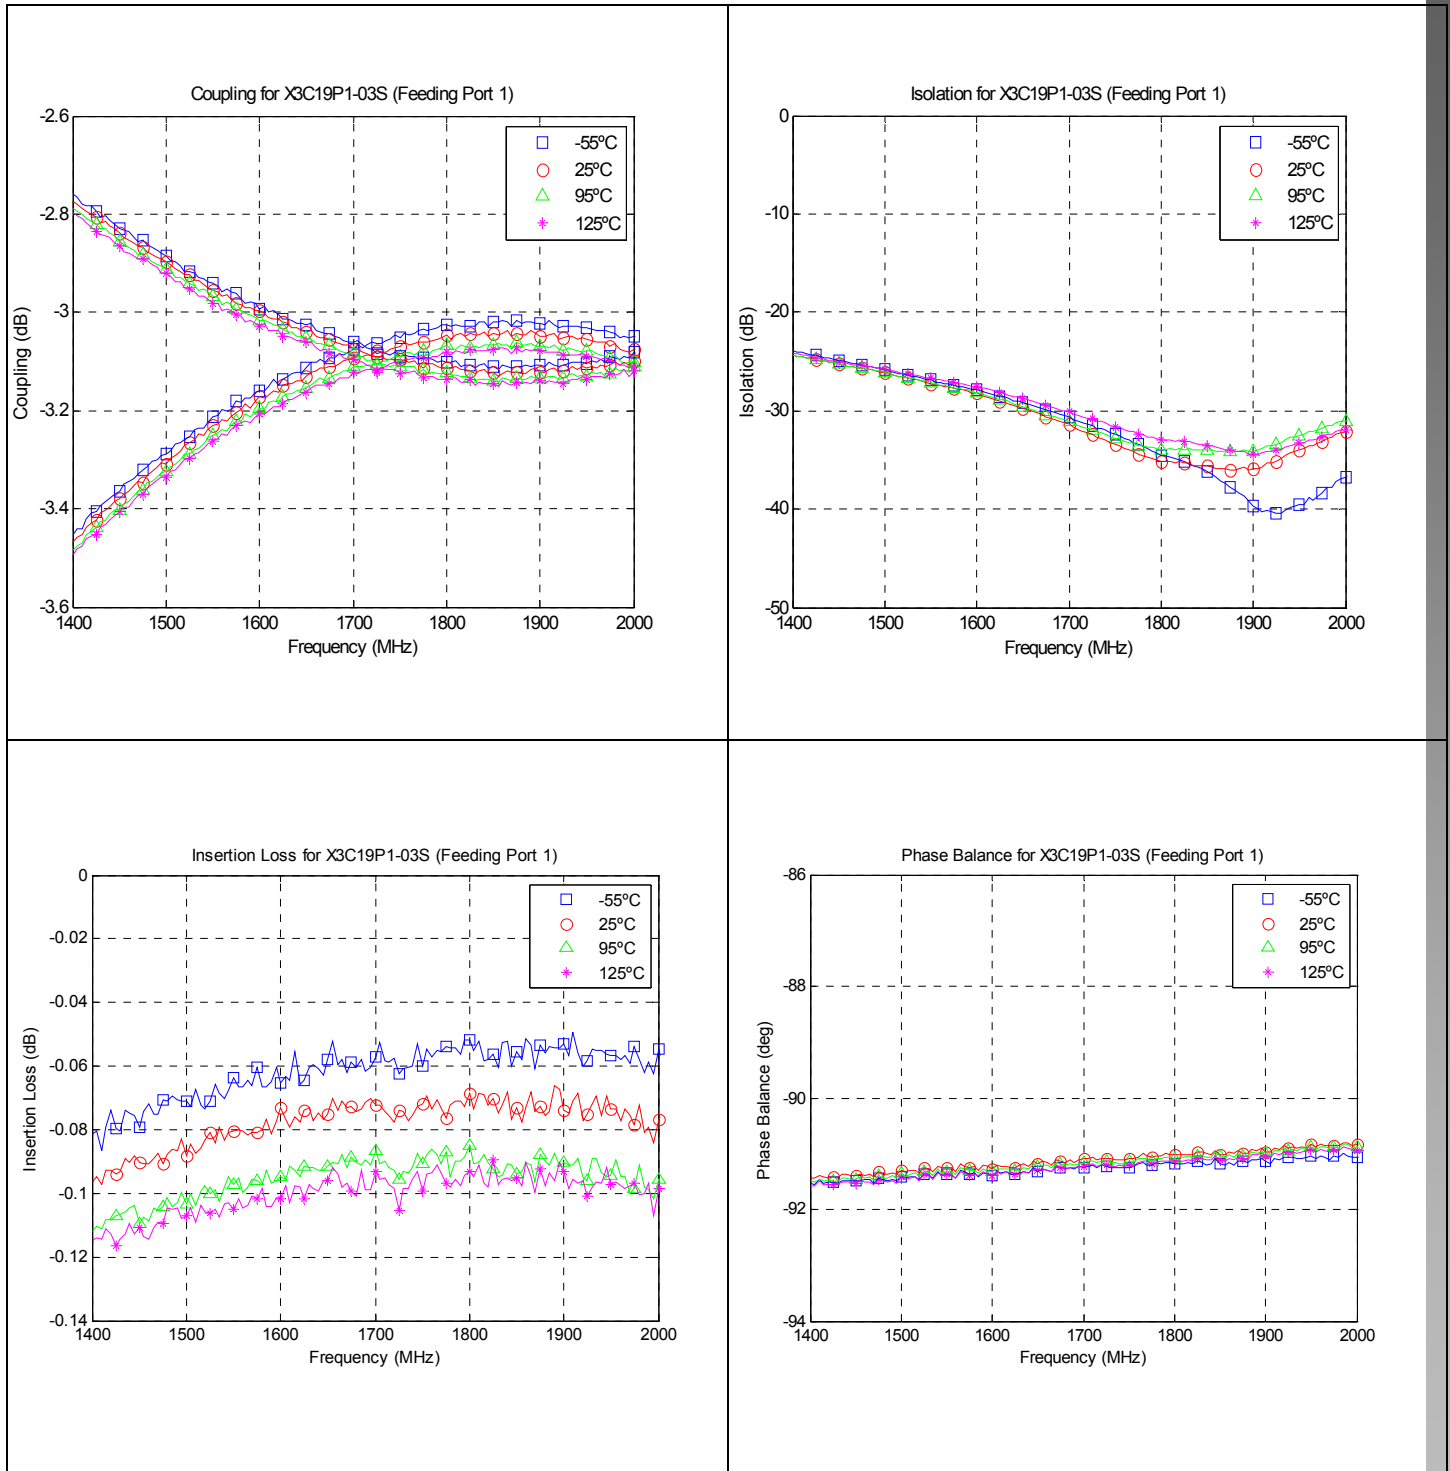 Coupling for X3C19P1-03S (Feeding Port 1)
-2.6
-2.8
-3
-3.2
-3.4
-3.6
Coupling (dB)
-55ºC
25ºC
95ºC
125ºC
1400 1500 1600 1700 1800 1900 2000
Frequency (MHz)
Isolation for X3C19P1-03S (Feeding Port 1)
0
-10
-20
-30
-40
-50
Isolation (dB)
-55ºC
25ºC
95ºC
125ºC
1400 1500 1600 1700 1800 1900 2000
Frequency (MHz)
Insertion Loss for X3C19P1-03S (Feeding Port 1)
0
-0.02
-0.04
-0.06
-0.08
-0.1
-0.12
-0.14
Insertion Loss (dB)
-55ºC
25ºC
95ºC
125ºC
1400 1500 1600 1700 1800 1900 2000
Frequency (MHz)
Phase Balance for X3C19P1-03S (Feeding Port 1)
-86
-88
-90
-92
-94
Phase Balance (deg)
-55ºC
25ºC
95ºC
125ºC
1400 1500 1600 1700 1800 1900 2000
Frequency (MHz)